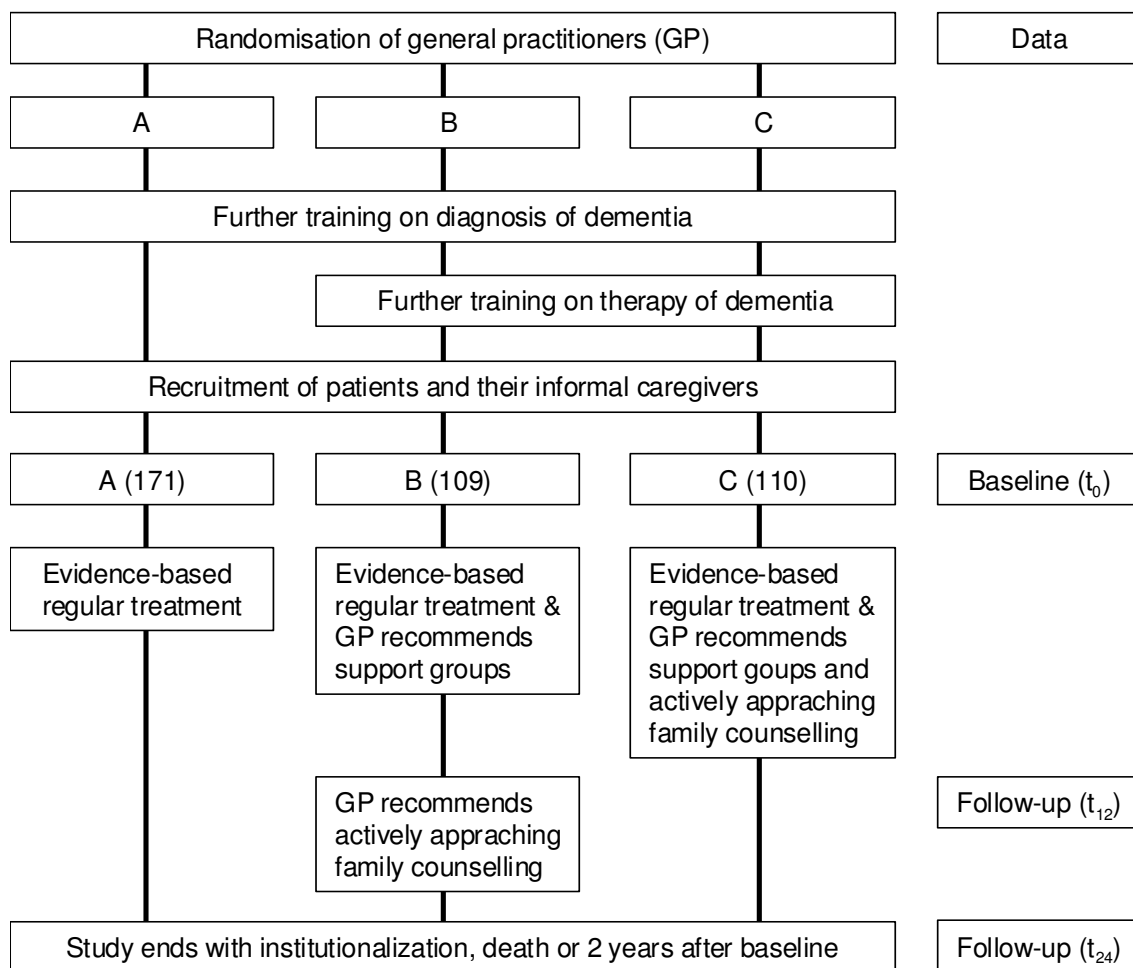 Randomisation of general practitioners (GP)
Data
A
B
C
Further training on diagnosis of dementia
Further training on therapy of dementia
Recruitment of patients and their informal caregivers
A (171)
B (109)
C (110)
Baseline (t0)
Evidence-based
regular treatment
Evidence-based
regular treatment &
GP recommends
support groups
Evidence-based
regular treatment &
GP recommends
support goups and
actively appraching
family counselling
GP recommends
actively appraching
family counselling
Follow-up (t12)
Study ends with institutionalization, death or 2 years after baseline
Follow-up (t24)